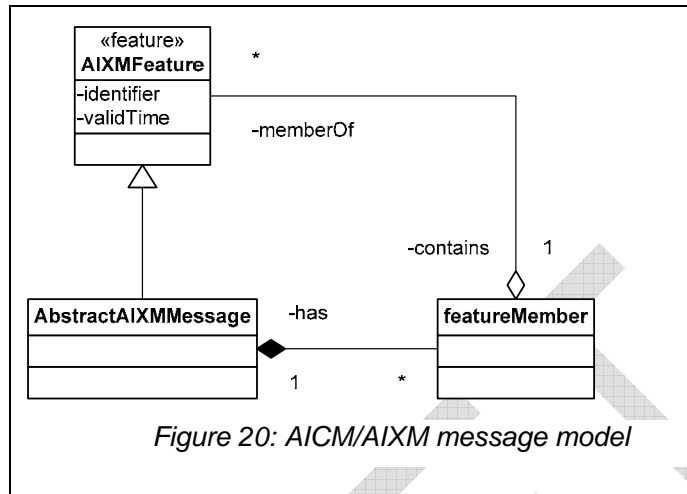 «feature»
AIXMFeature
-identifier
-validTime
*
-memberOf
-contains
1
AbstractAIXMMessage
-has
1
*
featureMember
Figure 20: AICM/AIXM message model